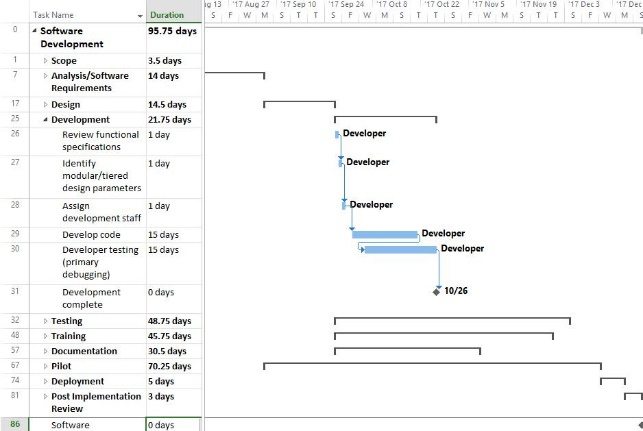 ug 13 '17 Aug 27 '17 Sep 10 '17 Sep 24 '17 Oct 8 '17 Oct 22 '17 Nov 5 '17 Nov 19 '17 Dec 3 '17 Dec
Task Name Duration S F W M S T T S F W M S T T S F W M S T T S F W M S
0 Software Development 95.75 days
1 Scope 3.5 days
7 Analysis/Software Requirements 14 days
17 Design 14.5 days
25 Development 21.75 days
26 Review functional specifications 1 day Developer
27 Identify modular/tiered design parameters 1 day Developer
28 Assign development staff 1 day Developer
29 Develop code 15 days Developer
30 Developer testing (primary debugging) 15 days Developer
31 Development complete 0 days 10/26
32 Testing 48.75 days
48 Training 45.75 days
57 Documentation 30.5 days
67 Pilot 70.25 days
74 Deployment 5 days
81 Post Implementation Review 3 days
86 Software 0 days